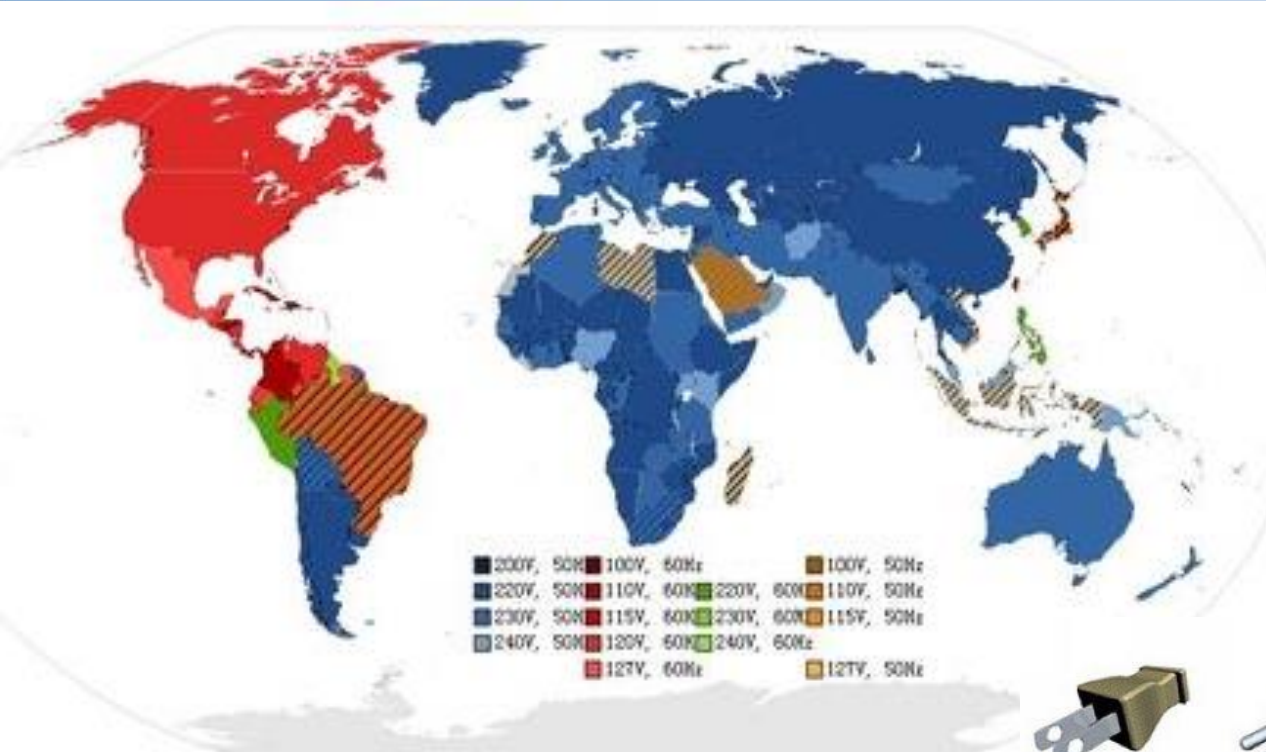 200V, 50H 100V, 60Hz 100V, 50Hz
220V, 50H 110V, 60H 220V, 60H 110V, 50Hz
230V, 50H 115V, 60H 230V, 60H 115V, 50Hz
240V, 50H 120V, 60H 240V, 60Hz
127V, 60Hz 127V, 50Hz